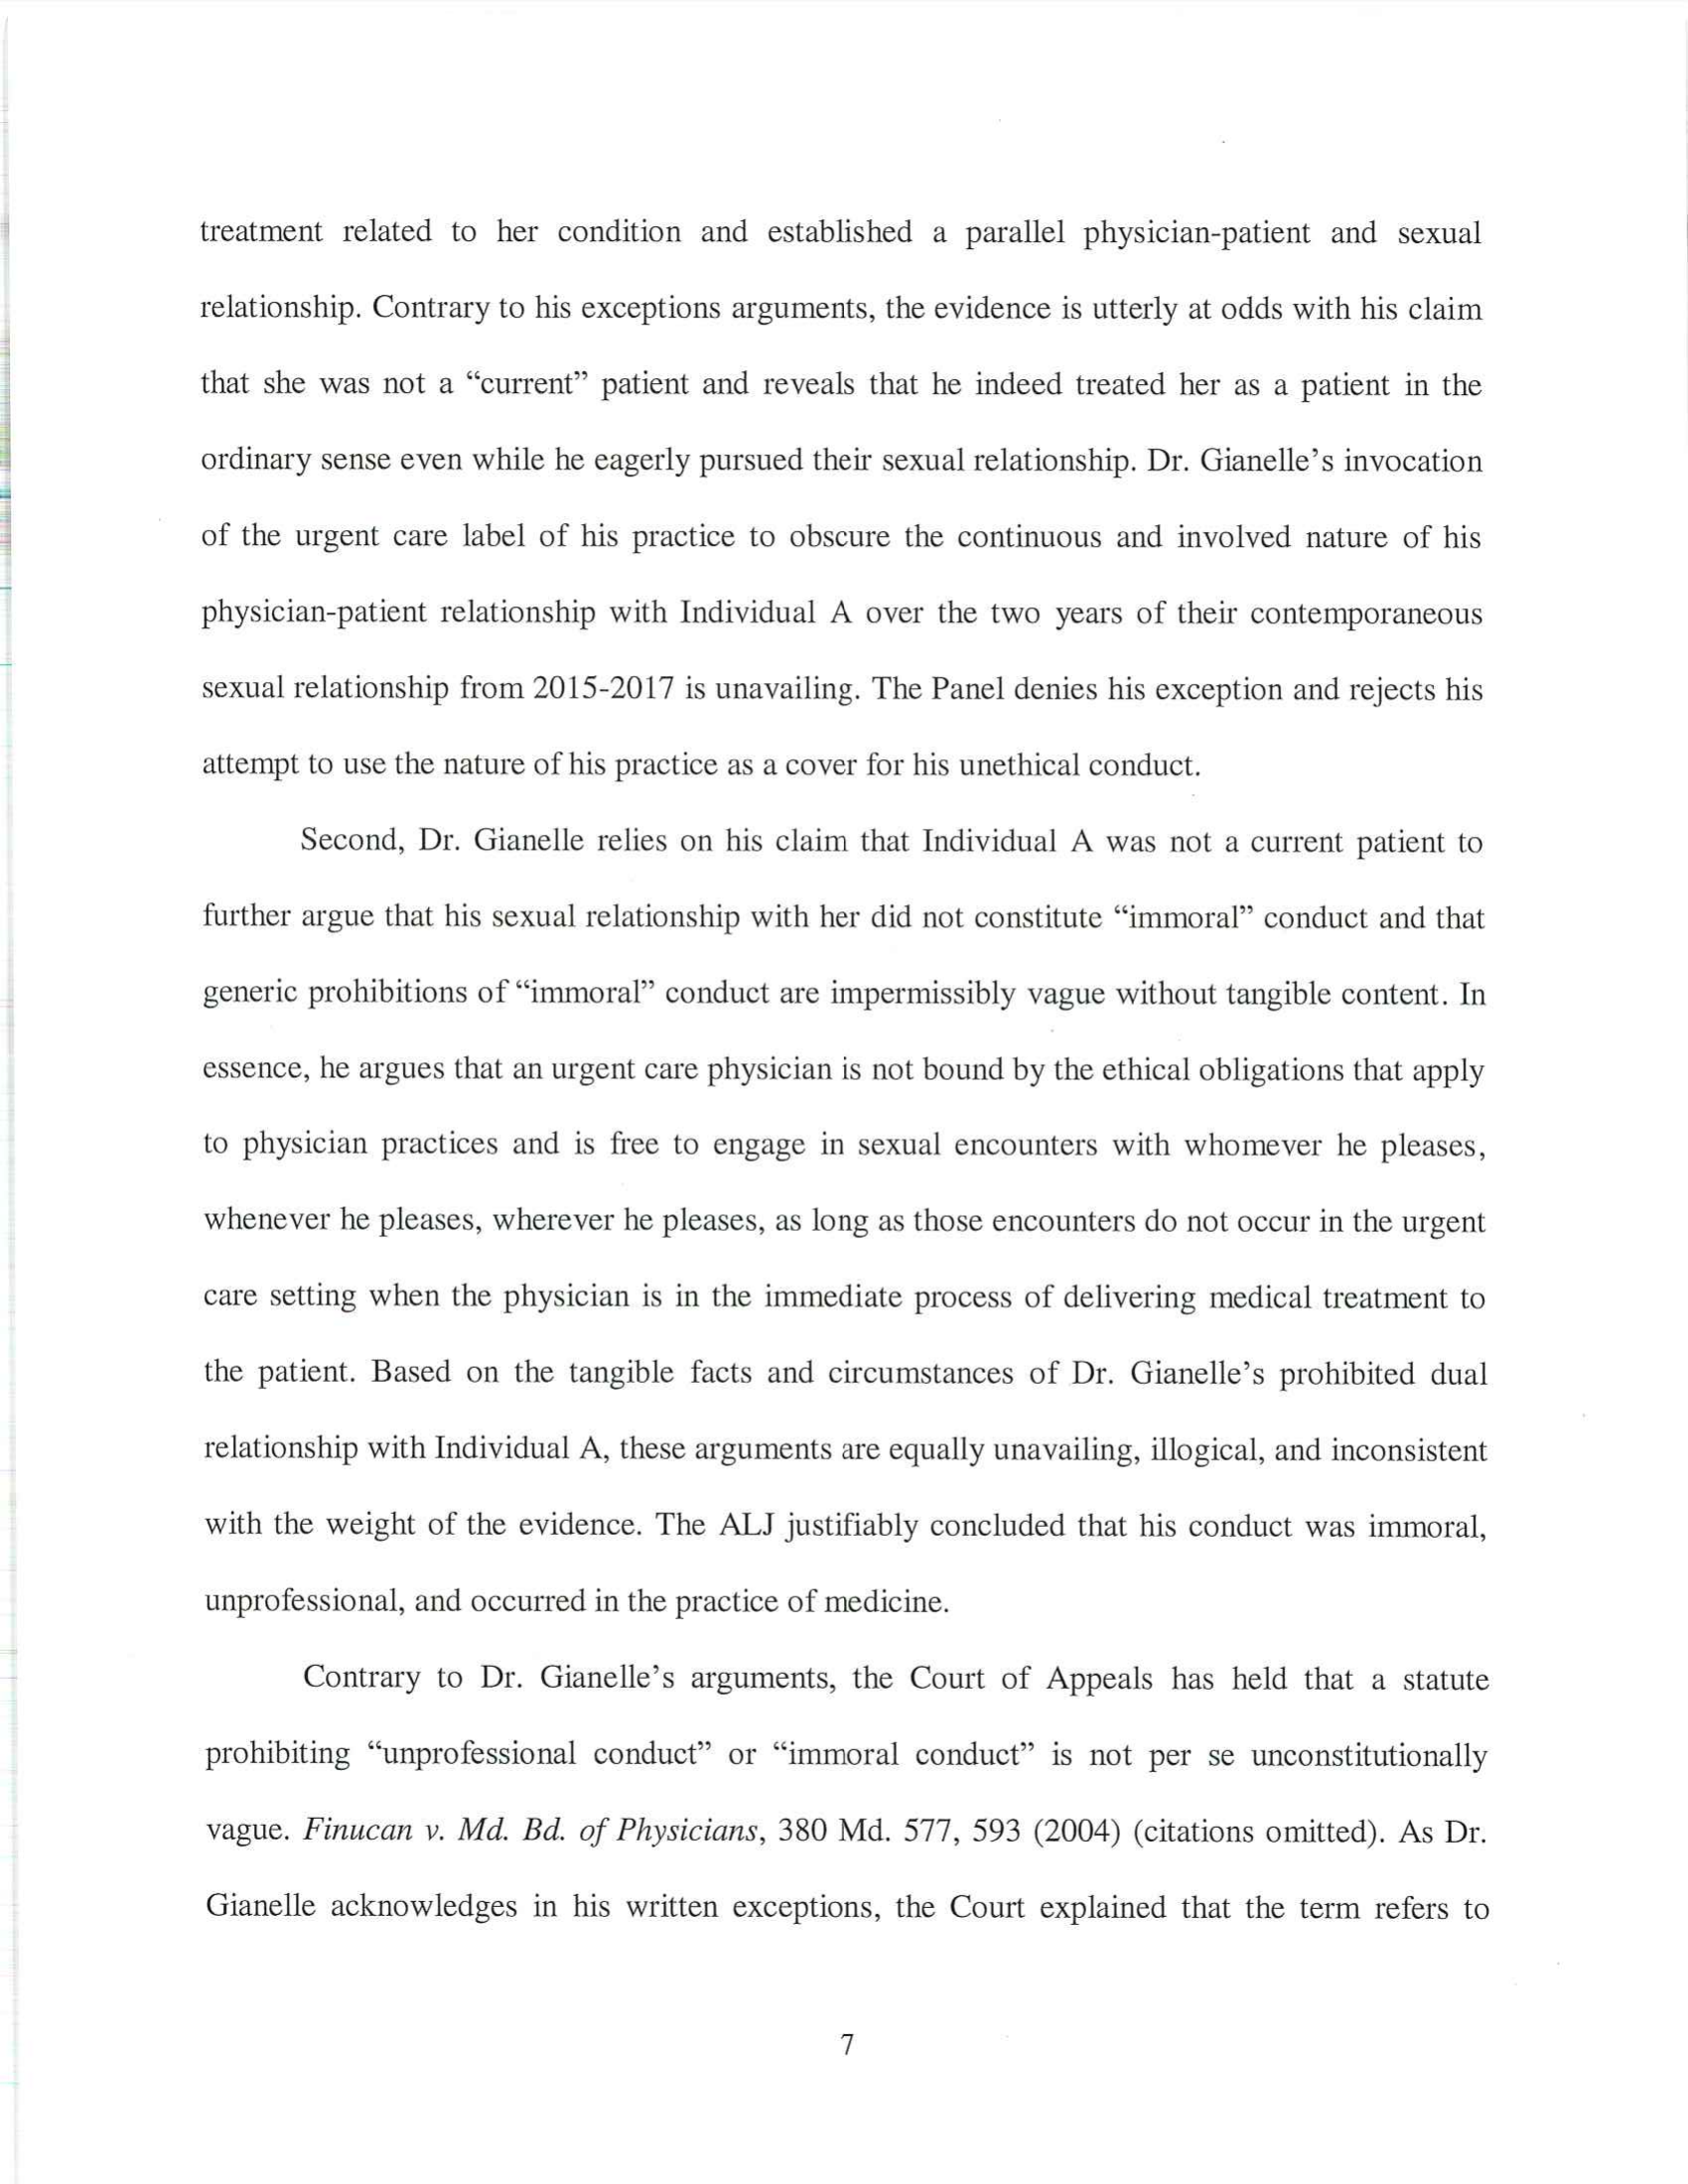 treatment related to her condition and established a parallel physician-patient and sexual
relationship. Contrary to his exceptions arguments, the evidence is utterly at odds with his claim
that she was not a “current” patient and reveals that he indeed treated her as a patient in the
ordinary sense even while he eagerly pursued their sexual relationship. Dr. Gianelle’s invocation
of the urgent care label of his practice to obscure the continuous and involved nature of his
physician-patient relationship with Individual A over the two years of their contemporaneous
sexual relationship from 2015-2017 is unavailing. The Panel denies his exception and rejects his
attempt to use the nature of his practice as a cover for his unethical conduct.
Second, Dr. Gianelle relies on his claim that Individual A was not a current patient to
further argue that his sexual relationship with her did not constitute “immoral” conduct and that
generic prohibitions of “immoral” conduct are impermissibly vague without tangible content. In
essence, he argues that an urgent care physician is not bound by the ethical obligations that apply
to physician practices and is free to engage in sexual encounters with whomever he pleases,
whenever he pleases, wherever he pleases, as long as those encounters do not occur in the urgent
care setting when the physician is in the immediate process of delivering medical treatment to
the patient. Based on the tangible facts and circumstances of Dr. Gianelle’s prohibited dual
relationship with Individual A, these arguments are equally unavailing, illogical, and inconsistent
with the weight of the evidence. The ALJ justifiably concluded that his conduct was immoral,
unprofessional, and occurred in the practice of medicine.
Contrary to Dr. Gianelle’s arguments, the Court of Appeals has held that a statute
prohibiting “unprofessional conduct” or “immoral conduct” is not per se unconstitutionally
vague. Finucan v. Md. Bd. of Physicians, 380 Md. 577, 593 (2004) (citations omitted). As Dr.
Gianelle acknowledges in his written exceptions, the Court explained that the term refers to
7